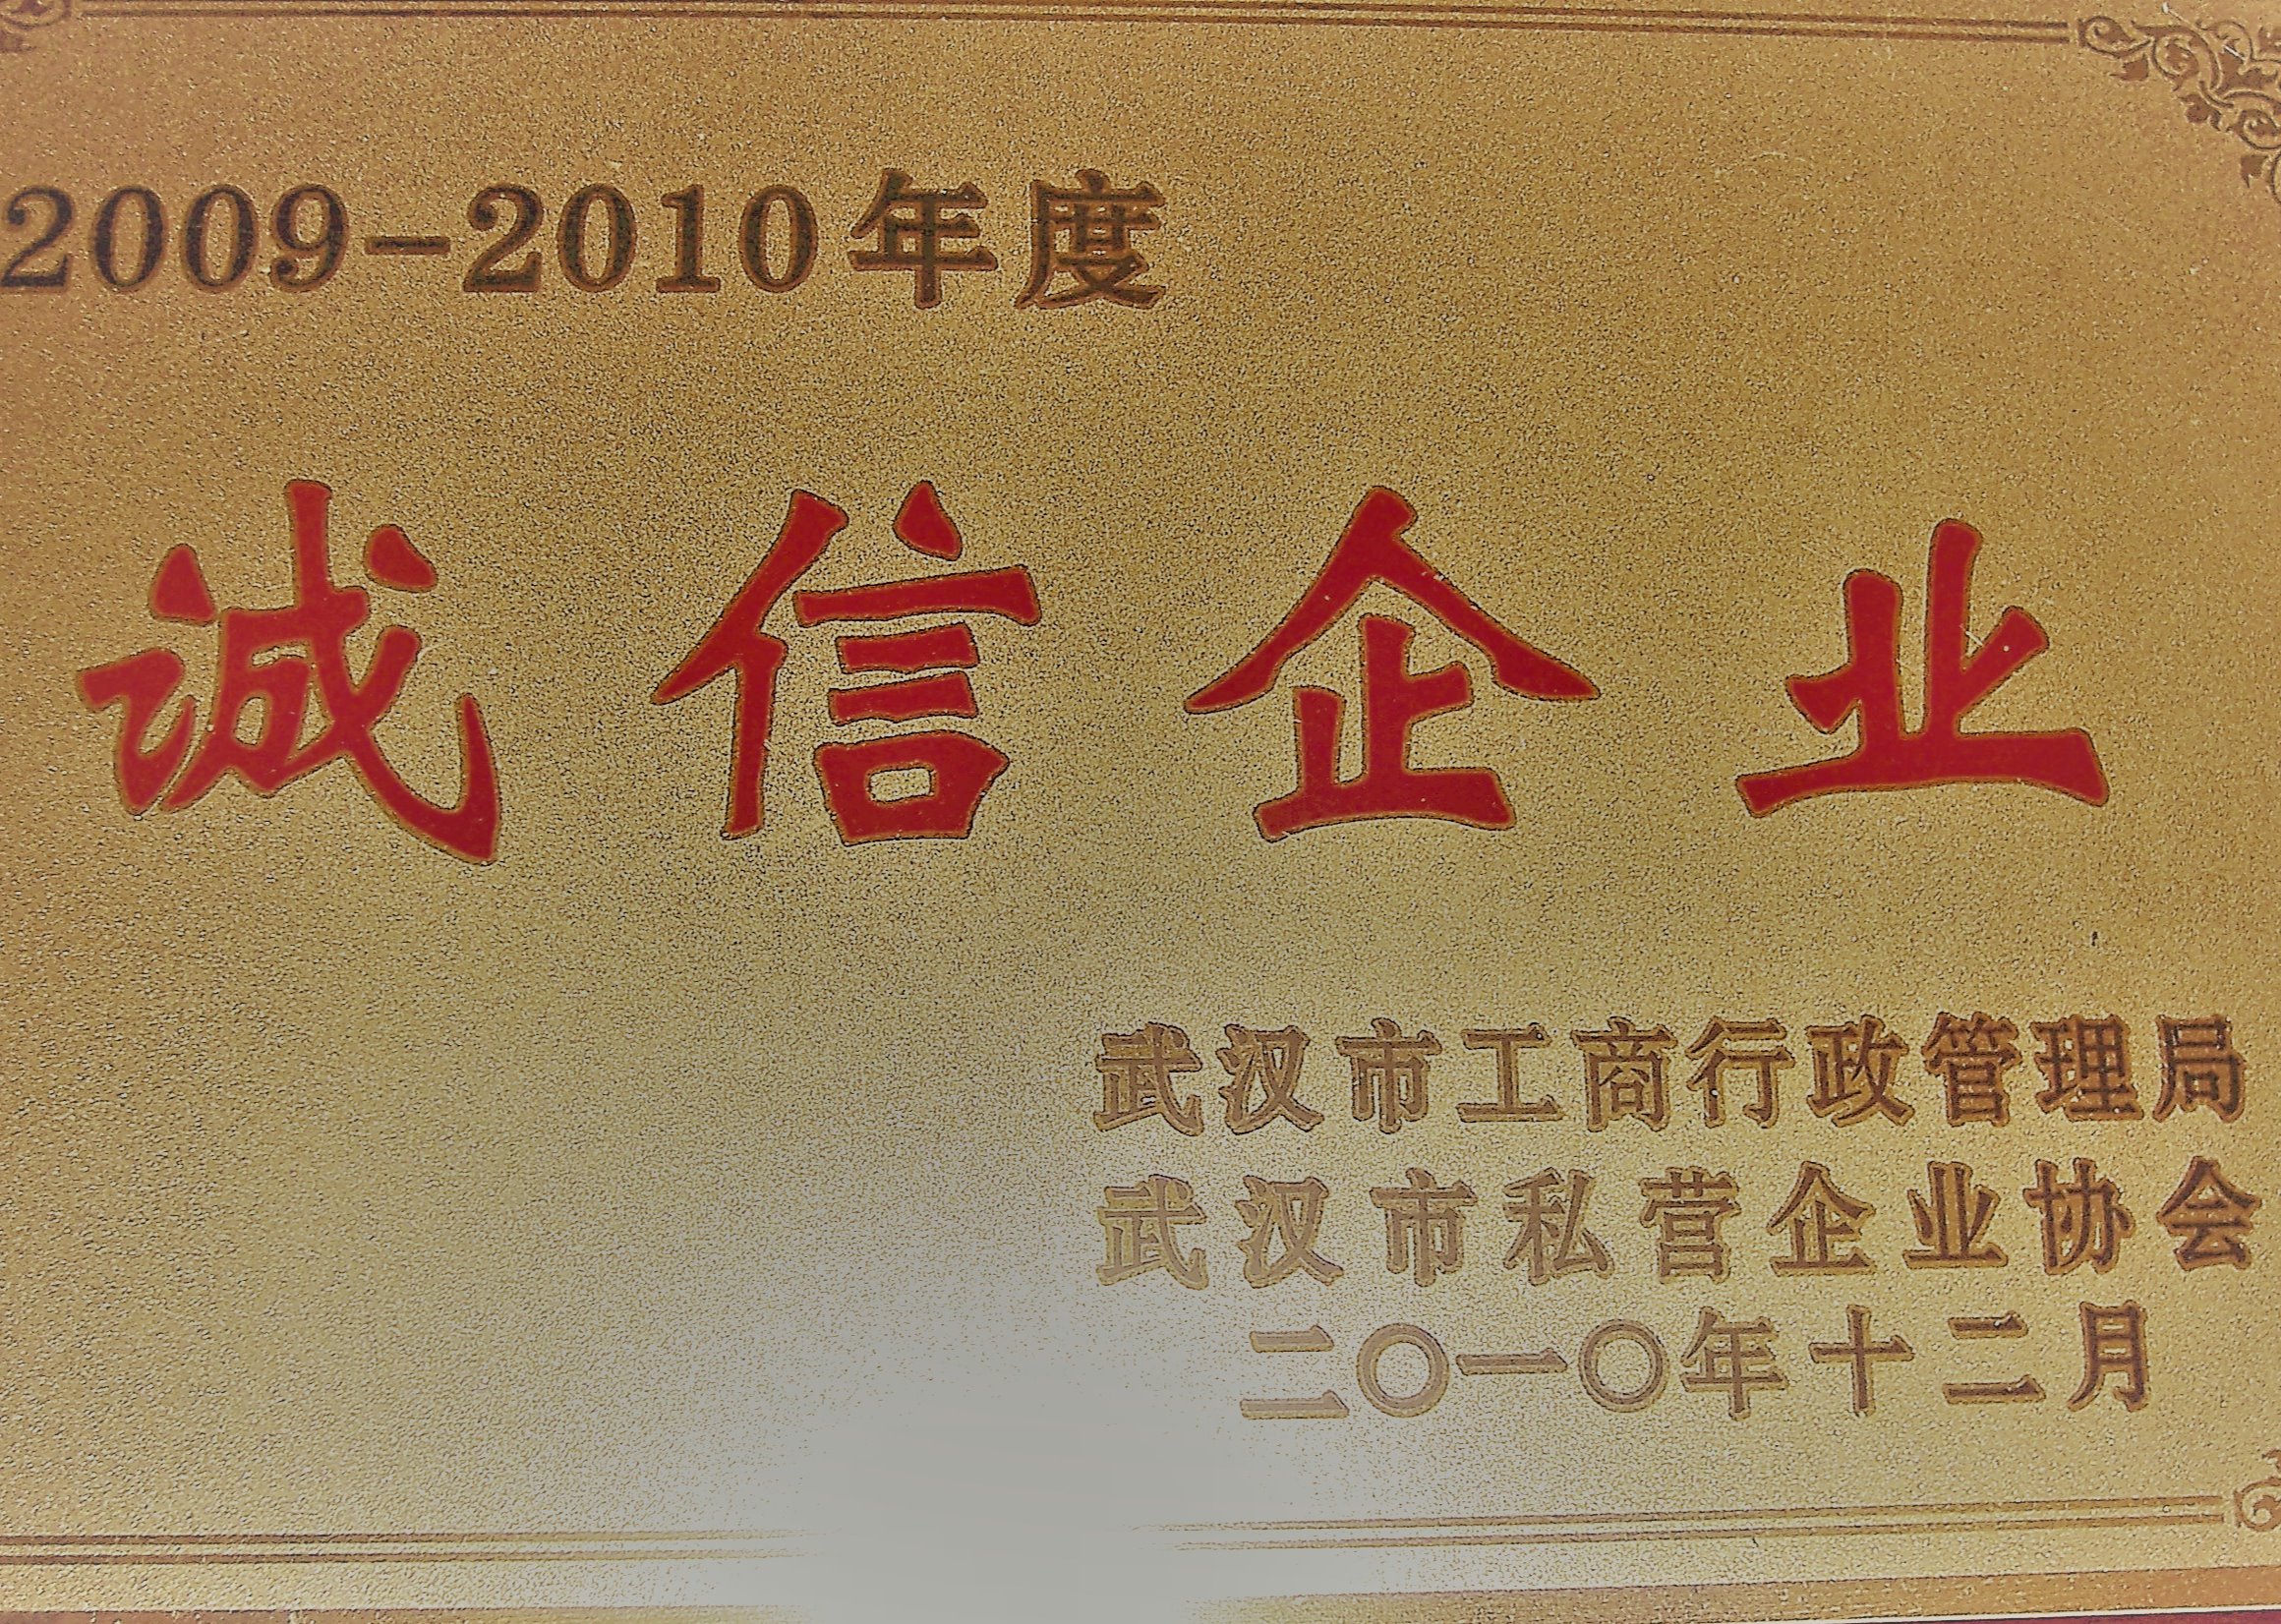 2009-2010年度
诚信企业
武汉市工商行政管理局
武汉市私营企业协会
二〇一〇年十二月